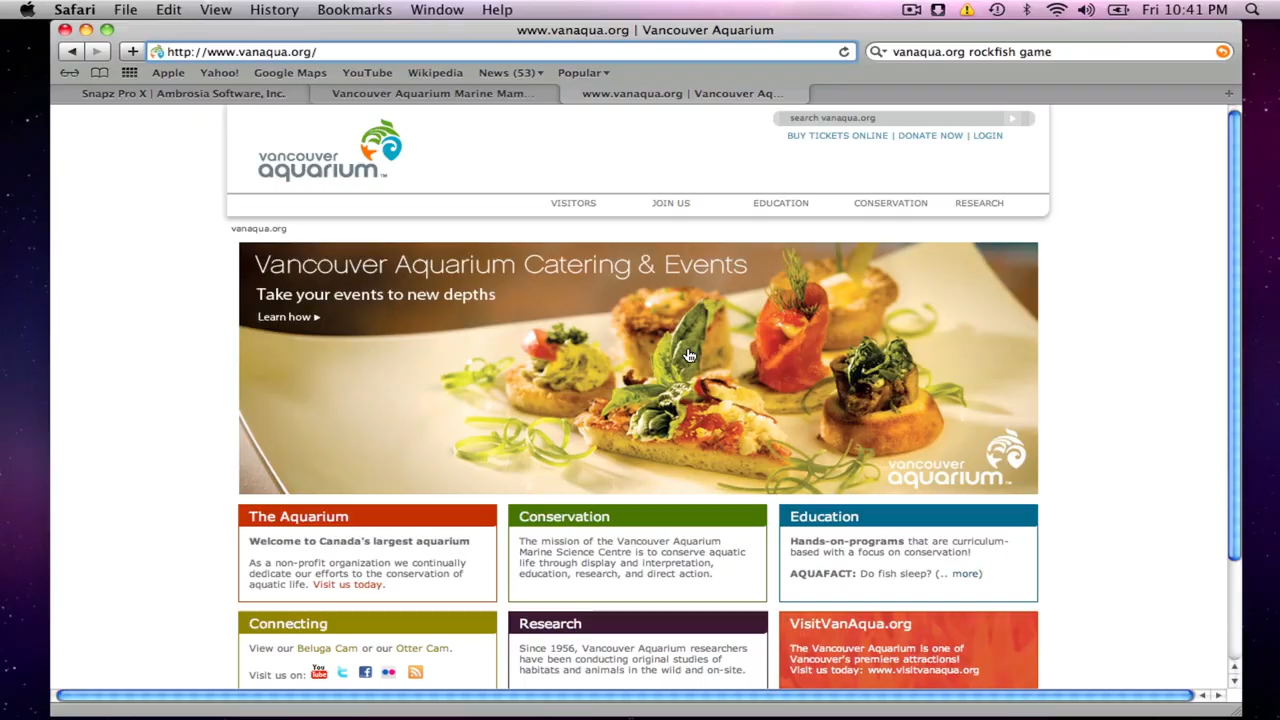 Safari File Edit View History Bookmarks Window Help Fri 10:41 PM
www.vanaqua.org | Vancouver Aquarium
http://www.vanaqua.org/ vanaqua.org rockfish game
Apple Yahoo! Google Maps YouTube Wikipedia News (53) Popular
Snapz Pro X | Ambrosia Software, Inc. Vancouver Aquarium Marine Mam... www.vanaqua.org | Vancouver Aq...
search vanaqua.org
BUY TICKETS ONLINE | DONATE NOW | LOGIN
vancouver
aquarium™
VISITORS JOIN US EDUCATION CONSERVATION RESEARCH
vanaqua.org
Vancouver Aquarium Catering & Events
Take your events to new depths
Learn how
vancouver
aquarium™
The Aquarium
Welcome to Canada's largest aquarium
As a non-profit organization we continually
dedicate our efforts to the conservation of
aquatic life. Visit us today.
Conservation
The mission of the Vancouver Aquarium
Marine Science Centre is to conserve aquatic
life through display and interpretation,
education, research, and direct action.
Education
Hands-on-programs that are curriculum-
based with a focus on conservation!
AQUAFACT: Do fish sleep? (.. more)
Connecting
View our Beluga Cam or our Otter Cam.
Visit us on: You Tube
Research
Since 1956, Vancouver Aquarium researchers
have been conducting original studies of
habitats and animals in the wild and on-site.
VisitVanAqua.org
The Vancouver Aquarium is one of
Vancouver's premiere attractions!
Visit us today: www.visitvanaqua.org